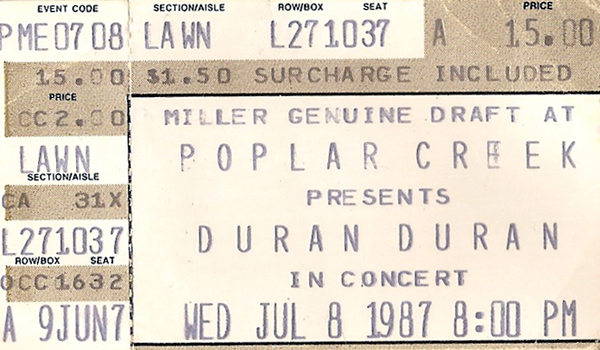 EVENT CODE SECTION/AISLE ROW/BOX SEAT PRICE
PME0708 LAWN L271037 A 15.00
15.00 $1.50 SURCHARGE INCLUDED
PRICE
CC2.00
MILLER GENUINE DRAFT AT
LAWN
POPLAR CREEK
SECTION/AISLE
CA 31X
PRESENTS
L271037
DURAN DURAN
ROW/BOX SEAT
OCC1632
IN CONCERT
A 9JUN7
WED JUL 8 1987 8:00 PM